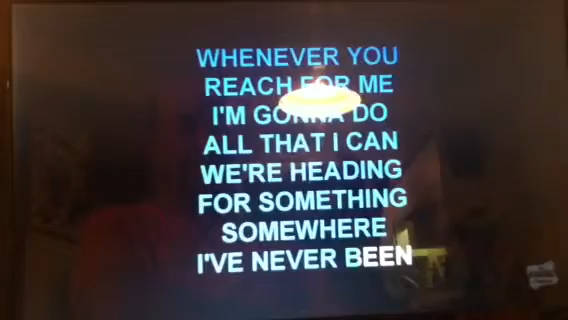 WHENEVER YOU
REACH FOR ME
I'M GONNA DO
ALL THAT I CAN
WE'RE HEADING
FOR SOMETHING
SOMEWHERE
I'VE NEVER BEEN